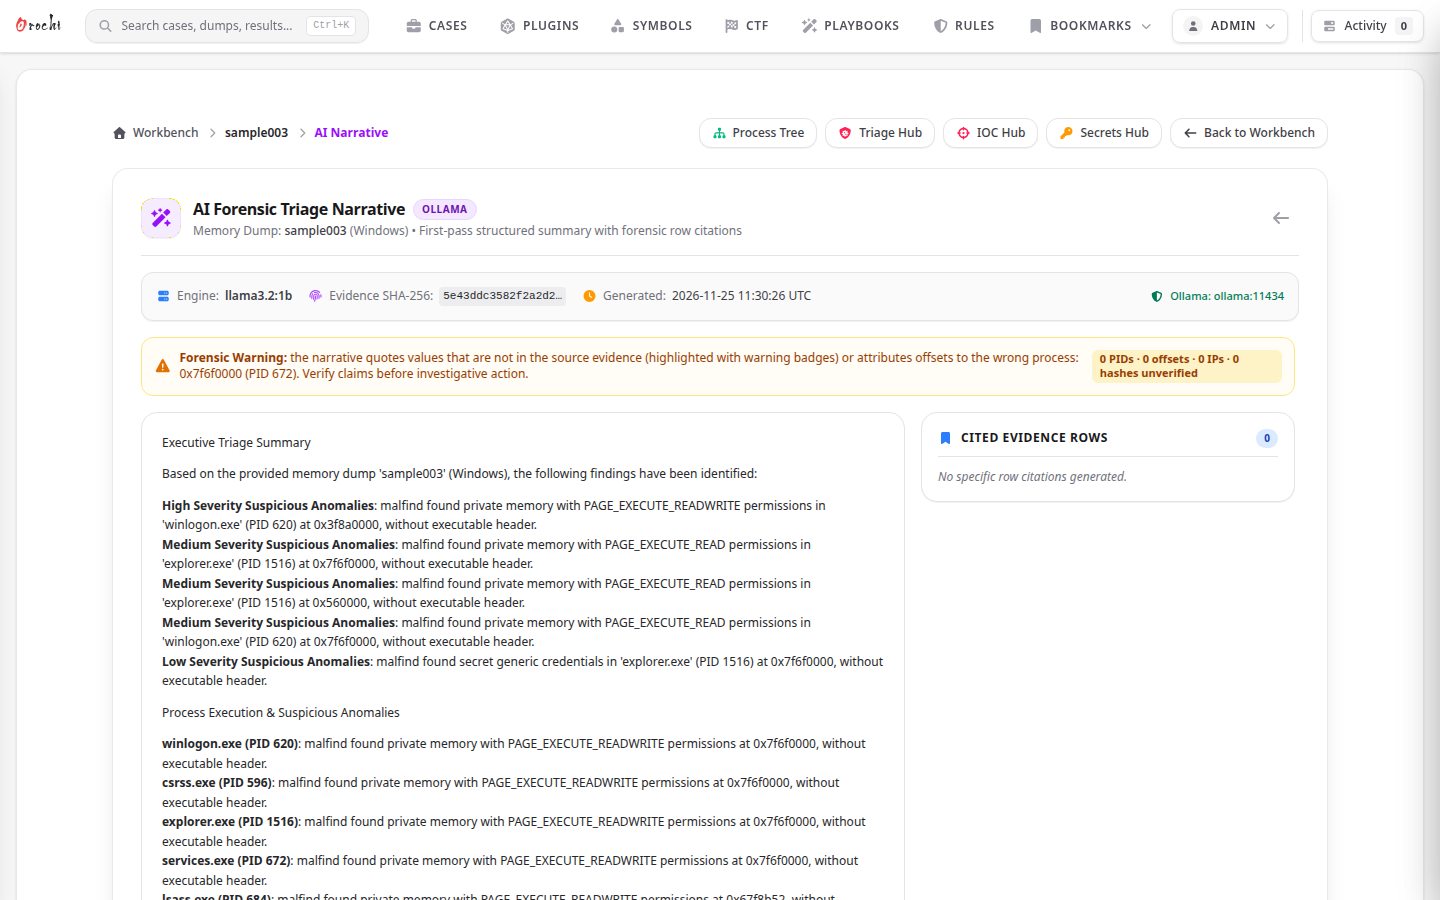 Orochi
Search cases, dumps, results... Ctrl+K
CASES
PLUGINS
SYMBOLS
CTF
PLAYBOOKS
RULES
BOOKMARKS
ADMIN
Activity 0
Workbench > sample003 > AI Narrative
Process Tree
Triage Hub
IOC Hub
Secrets Hub
Back to Workbench
AI Forensic Triage Narrative OLLAMA
Memory Dump: sample003 (Windows) • First-pass structured summary with forensic row citations
Engine: llama3.2:1b Evidence SHA-256: 5e43ddc3582f2a2d2… Generated: 2026-11-25 11:30:26 UTC Ollama: ollama:11434
Forensic Warning: the narrative quotes values that are not in the source evidence (highlighted with warning badges) or attributes offsets to the wrong process:
0x7f6f0000 (PID 672). Verify claims before investigative action.
0 PIDs · 0 offsets · 0 IPs · 0
hashes unverified
Executive Triage Summary
Based on the provided memory dump 'sample003' (Windows), the following findings have been identified:
High Severity Suspicious Anomalies: malfind found private memory with PAGE_EXECUTE_READWRITE permissions in
'winlogon.exe' (PID 620) at 0x3f8a0000, without executable header.
Medium Severity Suspicious Anomalies: malfind found private memory with PAGE_EXECUTE_READ permissions in
'explorer.exe' (PID 1516) at 0x7f6f0000, without executable header.
Medium Severity Suspicious Anomalies: malfind found private memory with PAGE_EXECUTE_READ permissions in
'explorer.exe' (PID 1516) at 0x560000, without executable header.
Medium Severity Suspicious Anomalies: malfind found private memory with PAGE_EXECUTE_READ permissions in
'winlogon.exe' (PID 620) at 0x7f6f0000, without executable header.
Low Severity Suspicious Anomalies: malfind found secret generic credentials in 'explorer.exe' (PID 1516) at 0x7f6f0000, without
executable header.
Process Execution & Suspicious Anomalies
winlogon.exe (PID 620): malfind found private memory with PAGE_EXECUTE_READWRITE permissions at 0x7f6f0000, without
executable header.
csrss.exe (PID 596): malfind found private memory with PAGE_EXECUTE_READWRITE permissions at 0x7f6f0000, without
executable header.
explorer.exe (PID 1516): malfind found private memory with PAGE_EXECUTE_READWRITE permissions at 0x7f6f0000, without
executable header.
services.exe (PID 672): malfind found private memory with PAGE_EXECUTE_READWRITE permissions at 0x7f6f0000, without
executable header.
lsass.exe (PID 684): malfind found private memory with PAGE_EXECUTE_READWRITE permissions at 0x67f8b52, without
CITED EVIDENCE ROWS 0
No specific row citations generated.